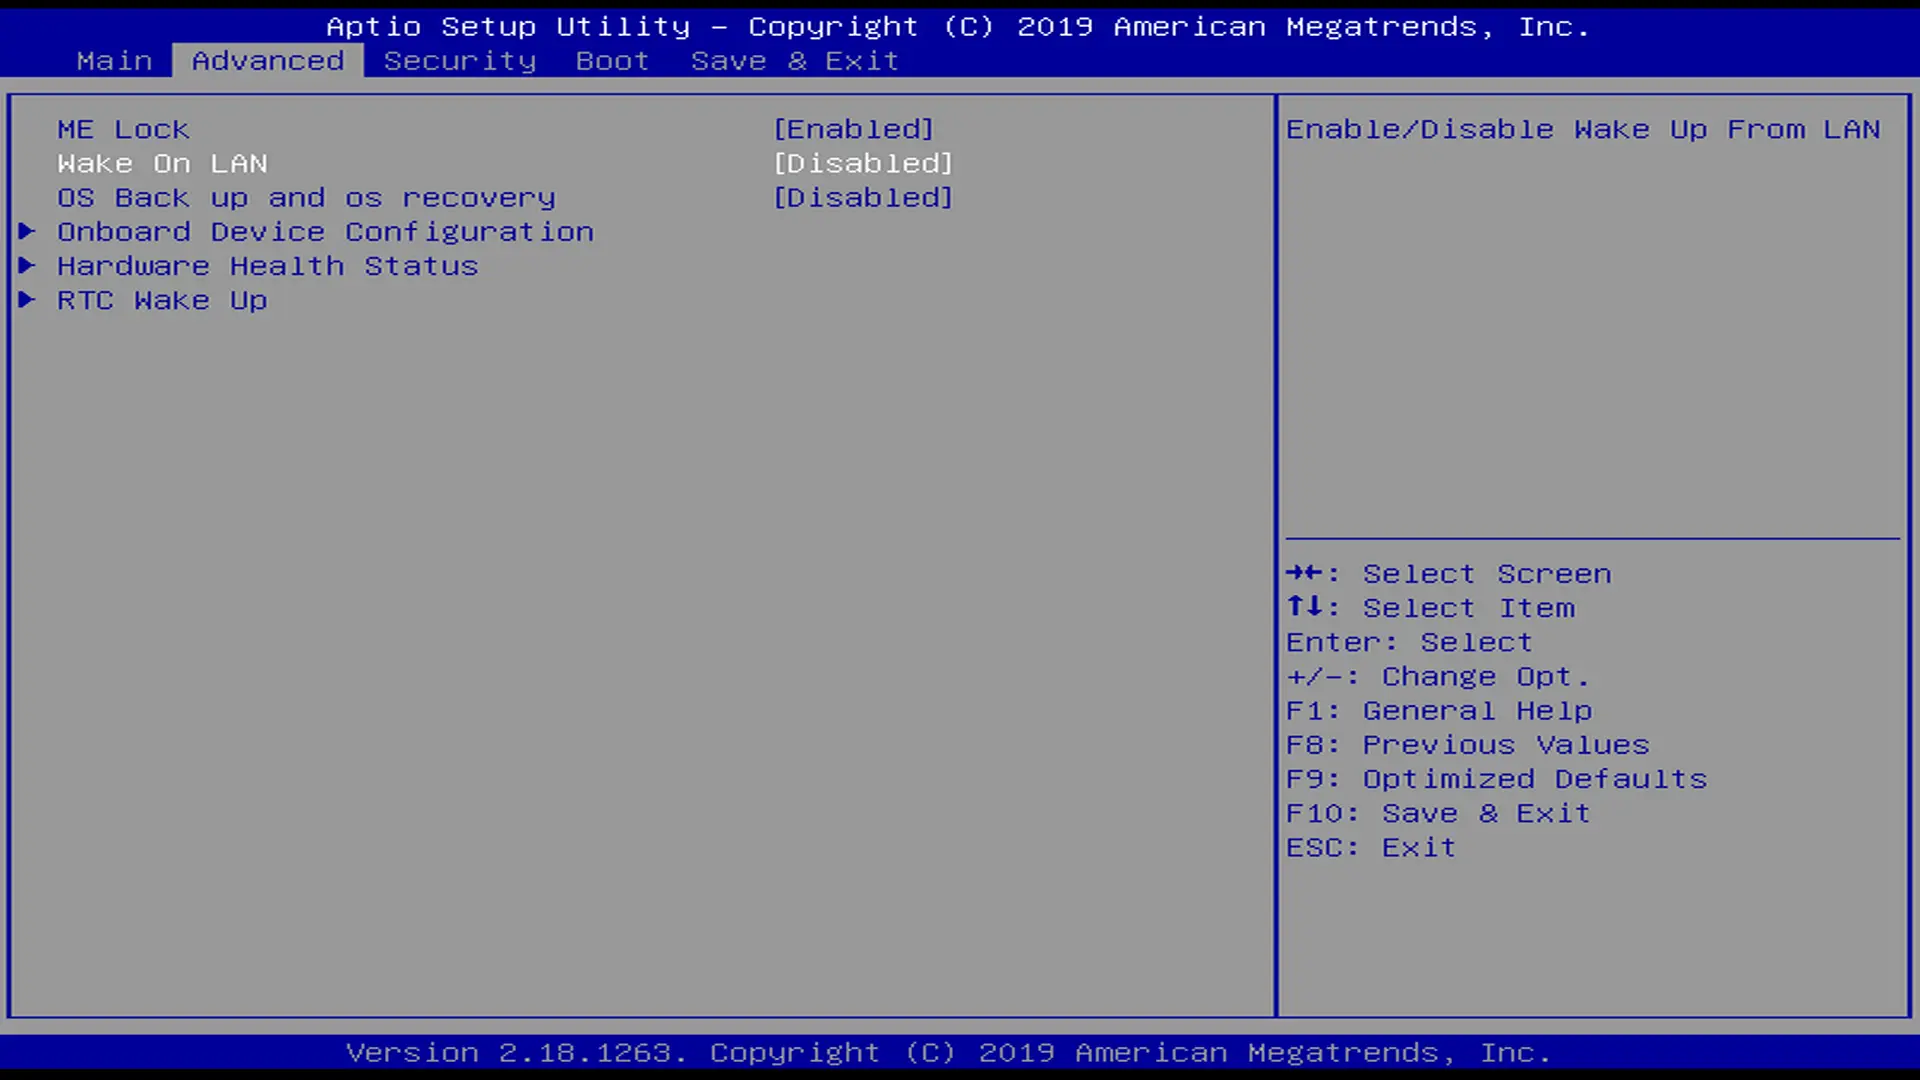 Aptio Setup Utility – Copyright (C) 2019 American Megatrends, Inc.
Main Advanced Security Boot Save & Exit
ME Lock [Enabled]
Wake On LAN [Disabled]
OS Back up and os recovery [Disabled]
▶ Onboard Device Configuration
▶ Hardware Health Status
▶ RTC Wake Up
Enable/Disable Wake Up From LAN
→←: Select Screen
↑↓: Select Item
Enter: Select
+/-: Change Opt.
F1: General Help
F8: Previous Values
F9: Optimized Defaults
F10: Save & Exit
ESC: Exit
Version 2.18.1263. Copyright (C) 2019 American Megatrends, Inc.